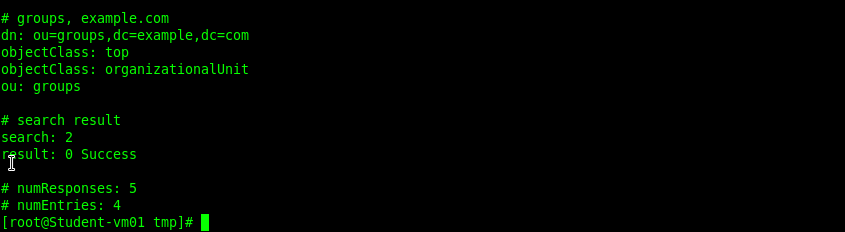 # groups, example.com
dn: ou=groups,dc=example,dc=com
objectClass: top
objectClass: organizationalUnit
ou: groups
# search result
search: 2
result: 0 Success
# numResponses: 5
# numEntries: 4
[root@Student-vm01 tmp]#